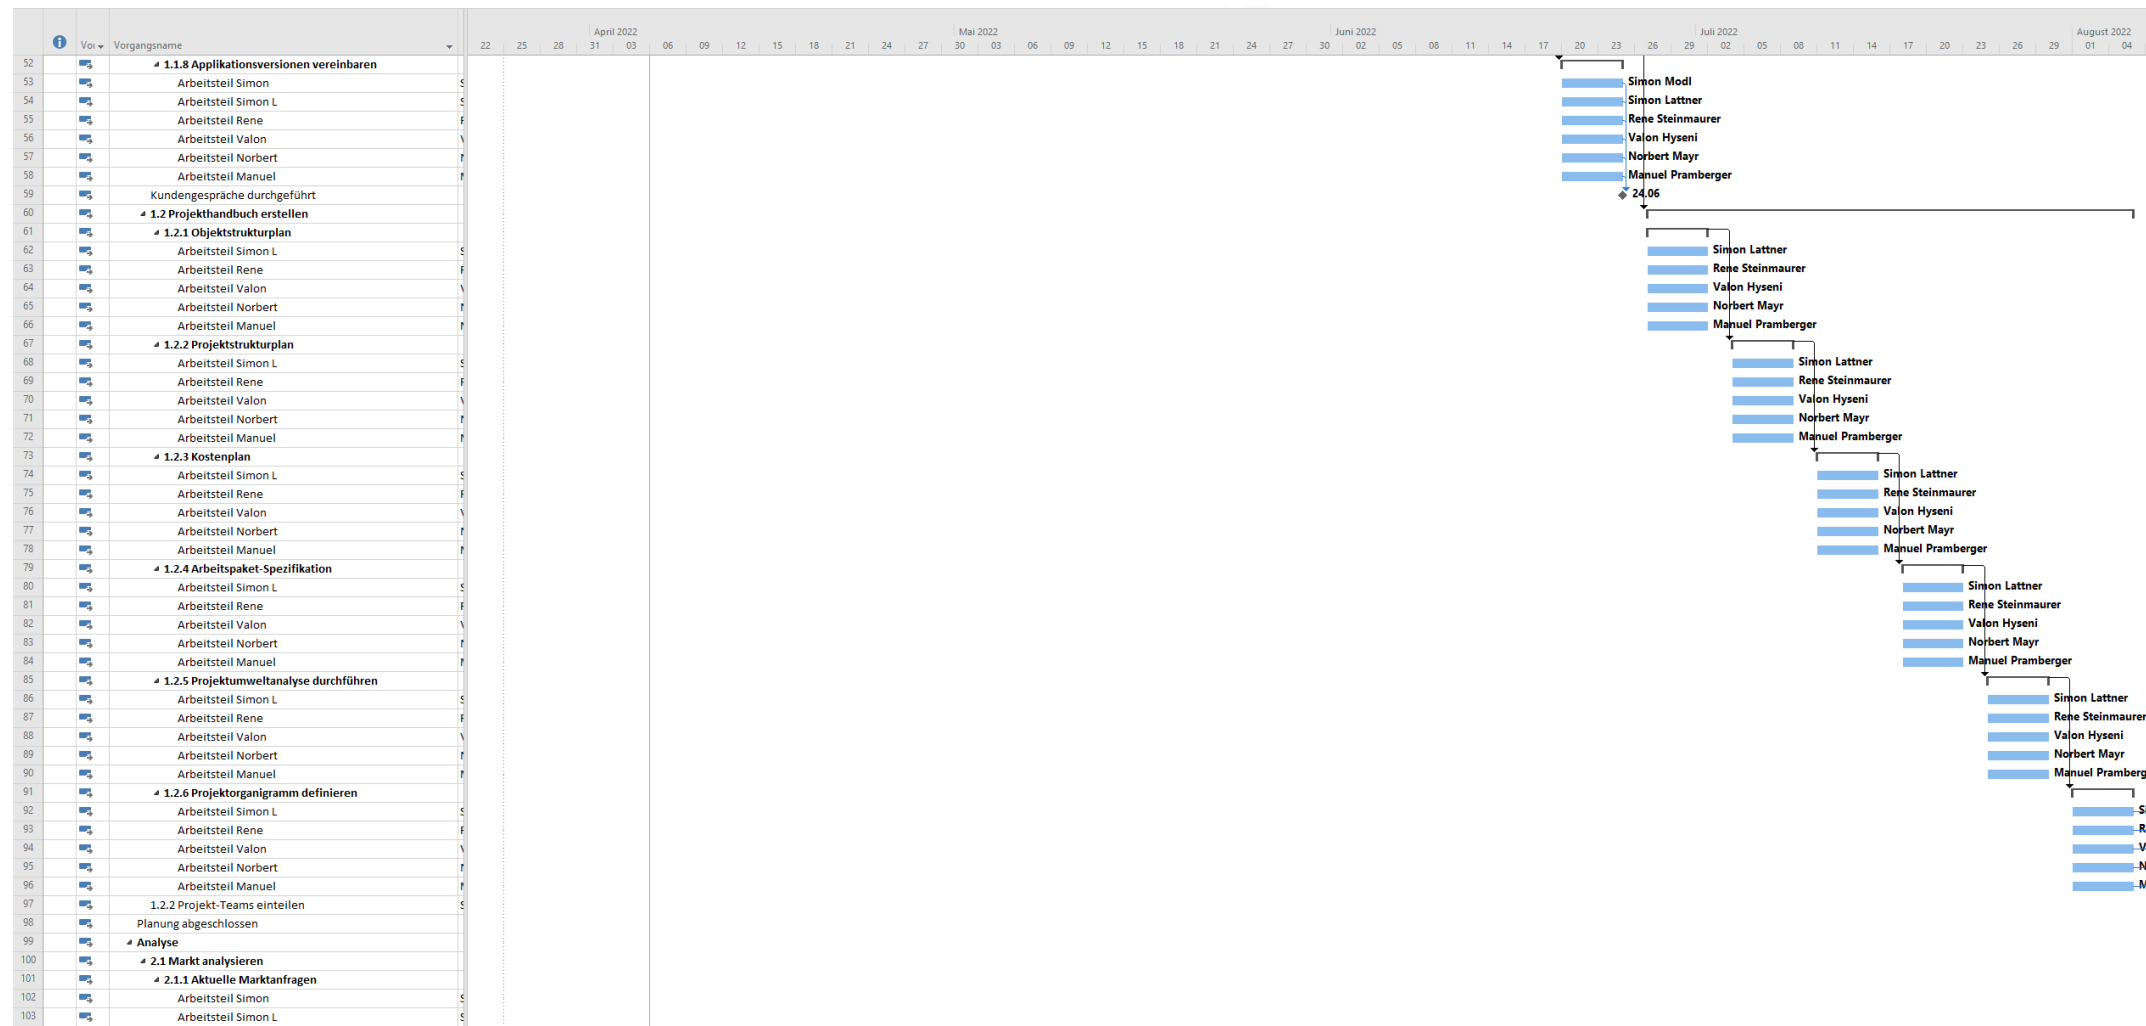 April 2022 Mai 2022 Juni 2022 Juli 2022 August 2022
Vor Vorgangsname 22 25 28 31 03 06 09 12 15 18 21 24 27 30 03 06 09 12 15 18 21 24 27 30 02 05 08 11 14 17 20 23 26 29 02 05 08 11 14 17 20 23 26 29 01 04
52 1.1.8 Applikationsversionen vereinbaren
53 Arbeitsteil Simon S Simon Modl
54 Arbeitsteil Simon L S Simon Lattner
55 Arbeitsteil Rene Rene Steinmaurer
56 Arbeitsteil Valon Valon Hyseni
57 Arbeitsteil Norbert Norbert Mayr
58 Arbeitsteil Manuel Manuel Pramberger
59 Kundengespräche durchgeführt 24.06
60 1.2 Projekthandbuch erstellen
61 1.2.1 Objektstrukturplan
62 Arbeitsteil Simon L S Simon Lattner
63 Arbeitsteil Rene Rene Steinmaurer
64 Arbeitsteil Valon Valon Hyseni
65 Arbeitsteil Norbert Norbert Mayr
66 Arbeitsteil Manuel Manuel Pramberger
67 1.2.2 Projektstrukturplan
68 Arbeitsteil Simon L S Simon Lattner
69 Arbeitsteil Rene Rene Steinmaurer
70 Arbeitsteil Valon Valon Hyseni
71 Arbeitsteil Norbert Norbert Mayr
72 Arbeitsteil Manuel Manuel Pramberger
73 1.2.3 Kostenplan
74 Arbeitsteil Simon L S Simon Lattner
75 Arbeitsteil Rene Rene Steinmaurer
76 Arbeitsteil Valon Valon Hyseni
77 Arbeitsteil Norbert Norbert Mayr
78 Arbeitsteil Manuel Manuel Pramberger
79 1.2.4 Arbeitspaket-Spezifikation
80 Arbeitsteil Simon L S Simon Lattner
81 Arbeitsteil Rene Rene Steinmaurer
82 Arbeitsteil Valon Valon Hyseni
83 Arbeitsteil Norbert Norbert Mayr
84 Arbeitsteil Manuel Manuel Pramberger
85 1.2.5 Projektumweltanalyse durchführen
86 Arbeitsteil Simon L S Simon Lattner
87 Arbeitsteil Rene Rene Steinmaurer
88 Arbeitsteil Valon Valon Hyseni
89 Arbeitsteil Norbert Norbert Mayr
90 Arbeitsteil Manuel Manuel Pramberg
91 1.2.6 Projektorganigramm definieren
92 Arbeitsteil Simon L S Si
93 Arbeitsteil Rene R
94 Arbeitsteil Valon V
95 Arbeitsteil Norbert N
96 Arbeitsteil Manuel M
97 1.2.2 Projekt-Teams einteilen S
98 Planung abgeschlossen
99 Analyse
100 2.1 Markt analysieren
101 2.1.1 Aktuelle Marktanfragen
102 Arbeitsteil Simon S
103 Arbeitsteil Simon L S